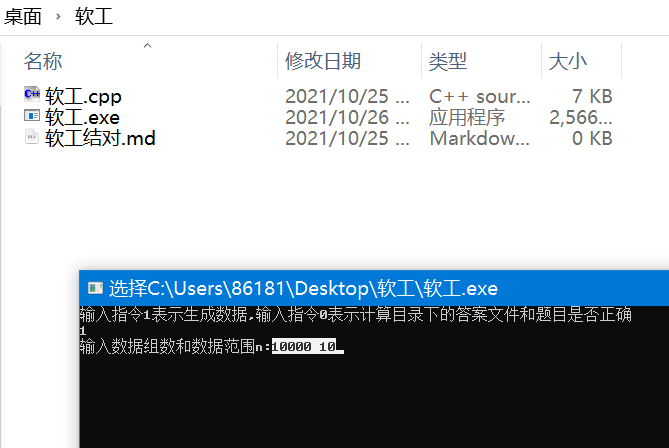 桌面 › 软工
名称 修改日期 类型 大小
软工.cpp 2021/10/25 ... C++ sour... 7 KB
软工.exe 2021/10/26 ... 应用程序 2,566...
软工结对.md 2021/10/25 ... Markdow... 0 KB
选择C:\Users\86181\Desktop\软工\软工.exe
输入指令1表示生成数据,输入指令0表示计算目录下的答案文件和题目是否正确
1
输入数据组数和数据范围n:10000 10